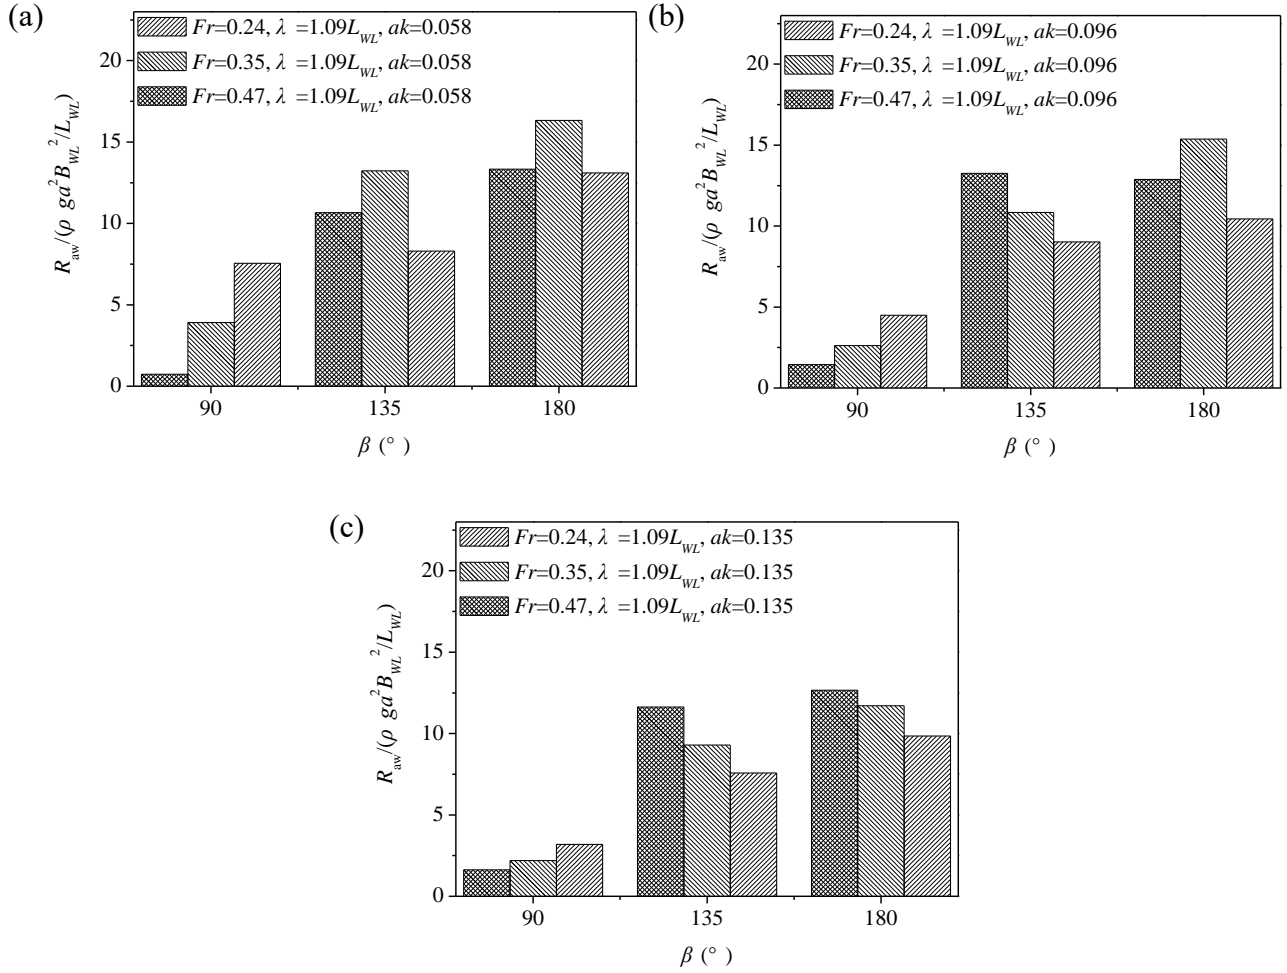 (a)
Fr=0.24, λ =1.09L_WL, ak=0.058
Fr=0.35, λ =1.09L_WL, ak=0.058
Fr=0.47, λ =1.09L_WL, ak=0.058
R_aw/(ρ ga²B_WL²/L_WL)
20
15
10
5
0
90 135 180
β (° )
(b)
Fr=0.24, λ =1.09L_WL, ak=0.096
Fr=0.35, λ =1.09L_WL, ak=0.096
Fr=0.47, λ =1.09L_WL, ak=0.096
R_aw/(ρ ga²B_WL²/L_WL)
20
15
10
5
0
90 135 180
β (° )
(c)
Fr=0.24, λ =1.09L_WL, ak=0.135
Fr=0.35, λ =1.09L_WL, ak=0.135
Fr=0.47, λ =1.09L_WL, ak=0.135
R_aw/(ρ ga²B_WL²/L_WL)
20
15
10
5
0
90 135 180
β (° )